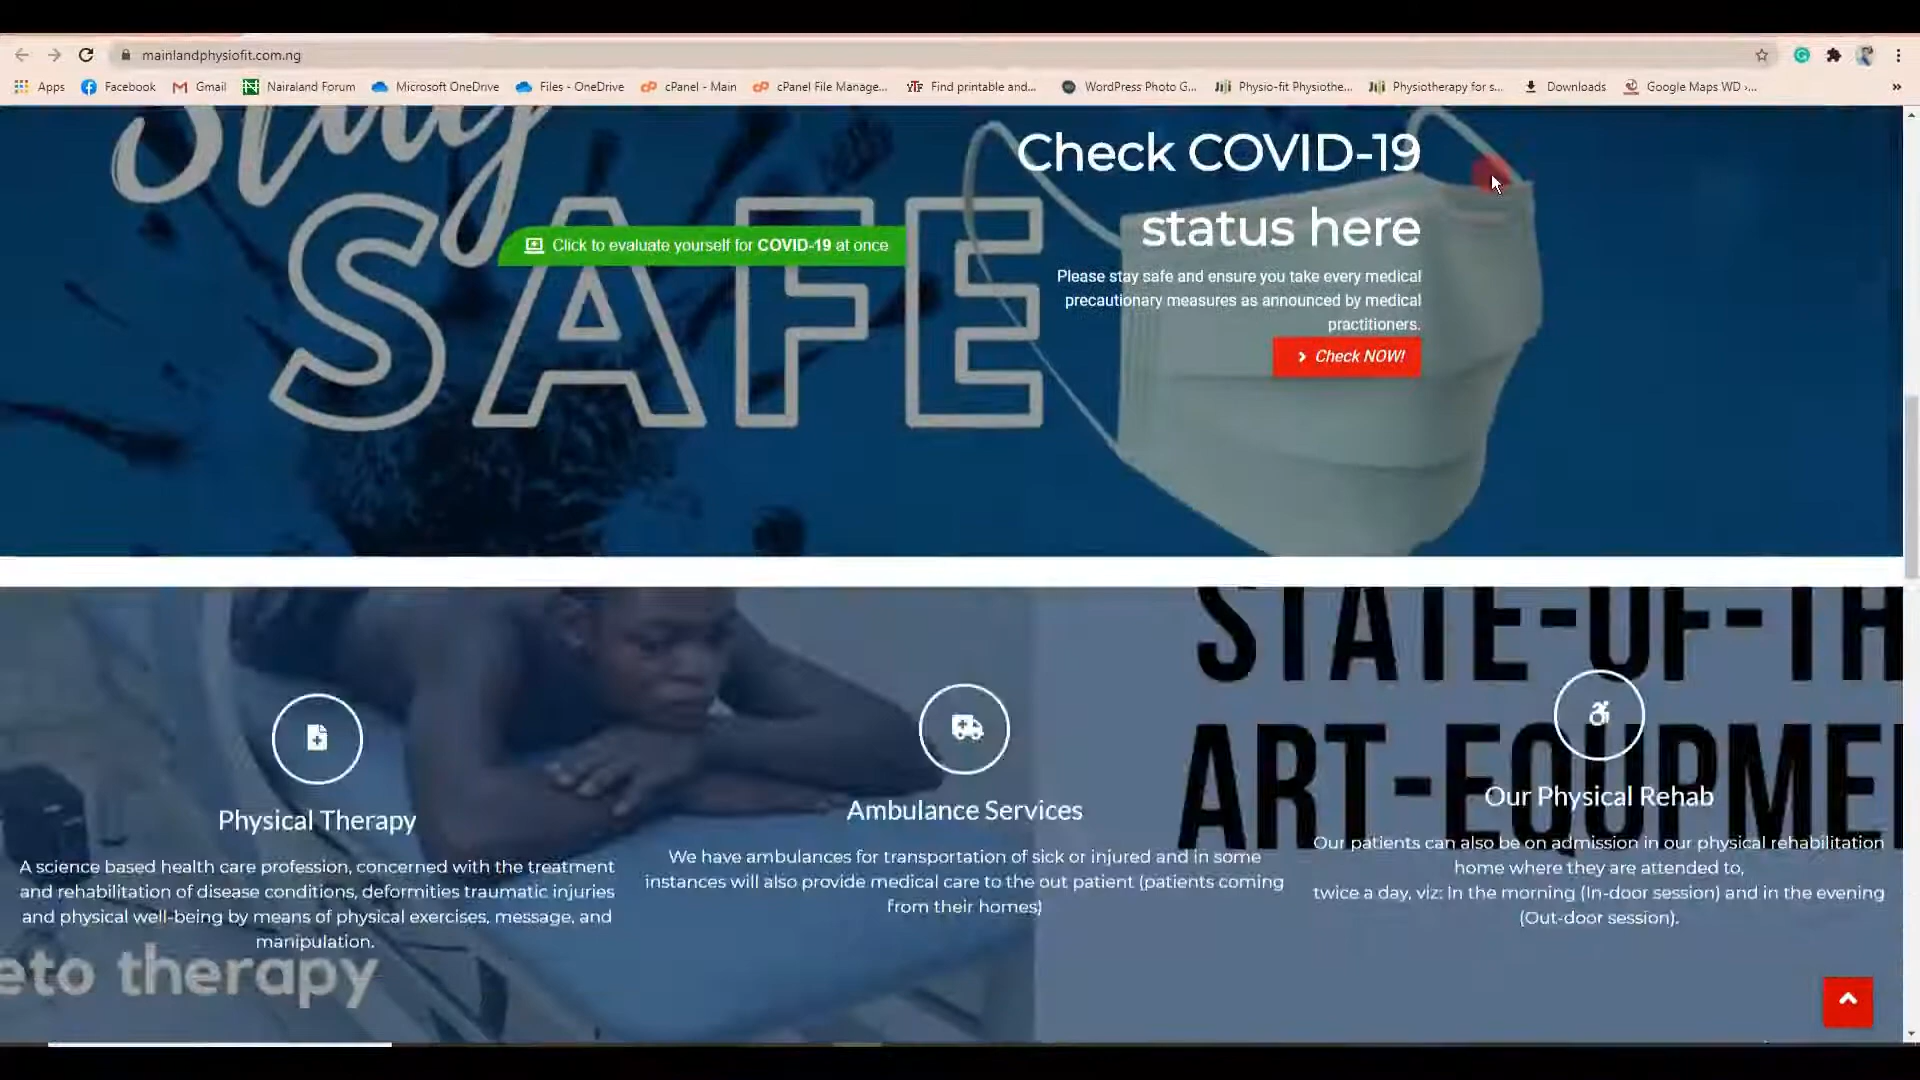 mainlandphysiofit.com.ng
Apps
Facebook
Gmail
Nairaland Forum
Microsoft OneDrive
Files - OneDrive
cPanel - Main
cPanel File Manage...
Find printable and...
WordPress Photo G...
Physio-fit Physiothe...
Physiotherapy for s...
Downloads
Google Maps WD ›...
Stay
SAFE
Click to evaluate yourself for COVID-19 at once
Check COVID-19
status here
Please stay safe and ensure you take every medical
precautionary measures as announced by medical
practitioners.
Check NOW!
STATE-OF-TH
ART-EQUPME
Physical Therapy
A science based health care profession, concerned with the treatment
and rehabilitation of disease conditions, deformities traumatic injuries
and physical well-being by means of physical exercises, message, and
manipulation.
eto therapy
Ambulance Services
We have ambulances for transportation of sick or injured and in some
instances will also provide medical care to the out patient (patients coming
from their homes)
Our Physical Rehab
Our patients can also be on admission in our physical rehabilitation
home where they are attended to,
twice a day, viz: In the morning (In-door session) and in the evening
(Out-door session).